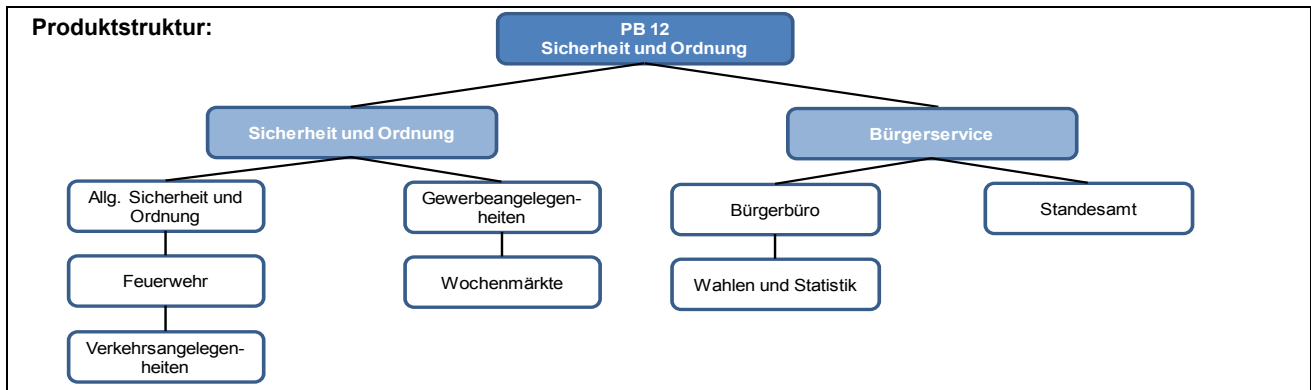 Produktstruktur:
PB 12
Sicherheit und Ordnung
Sicherheit und Ordnung
Bürgerservice
Allg. Sicherheit und
Ordnung
Gewerbeangelegen-
heiten
Bürgerbüro
Standesamt
Feuerwehr
Wochenmärkte
Wahlen und Statistik
Verkehrsangelegen-
heiten